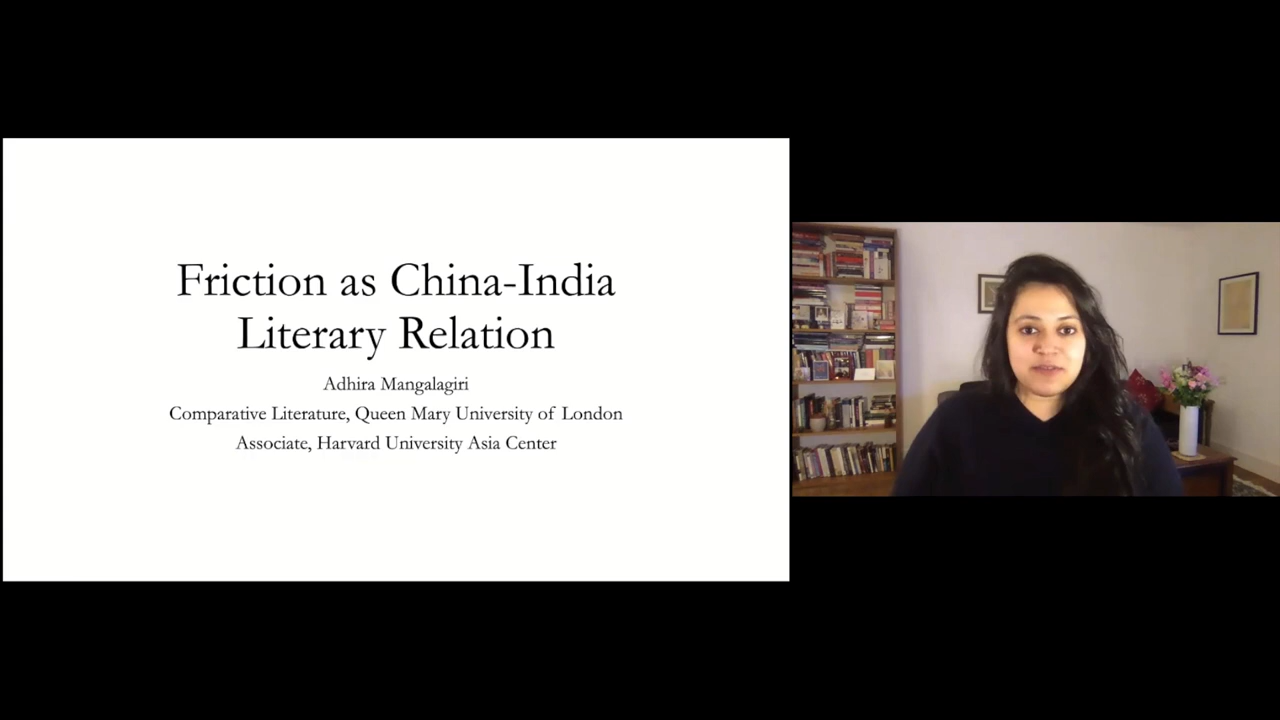 Friction as China-India
Literary Relation
Adhira Mangalagiri
Comparative Literature, Queen Mary University of London
Associate, Harvard University Asia Center